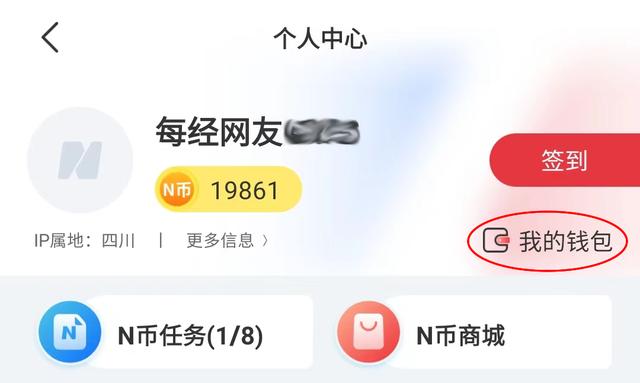 个人中心
每经网友
N币 19861
签到
IP属地：四川 | 更多信息 〉
我的钱包
N币任务(1/8)
N币商城